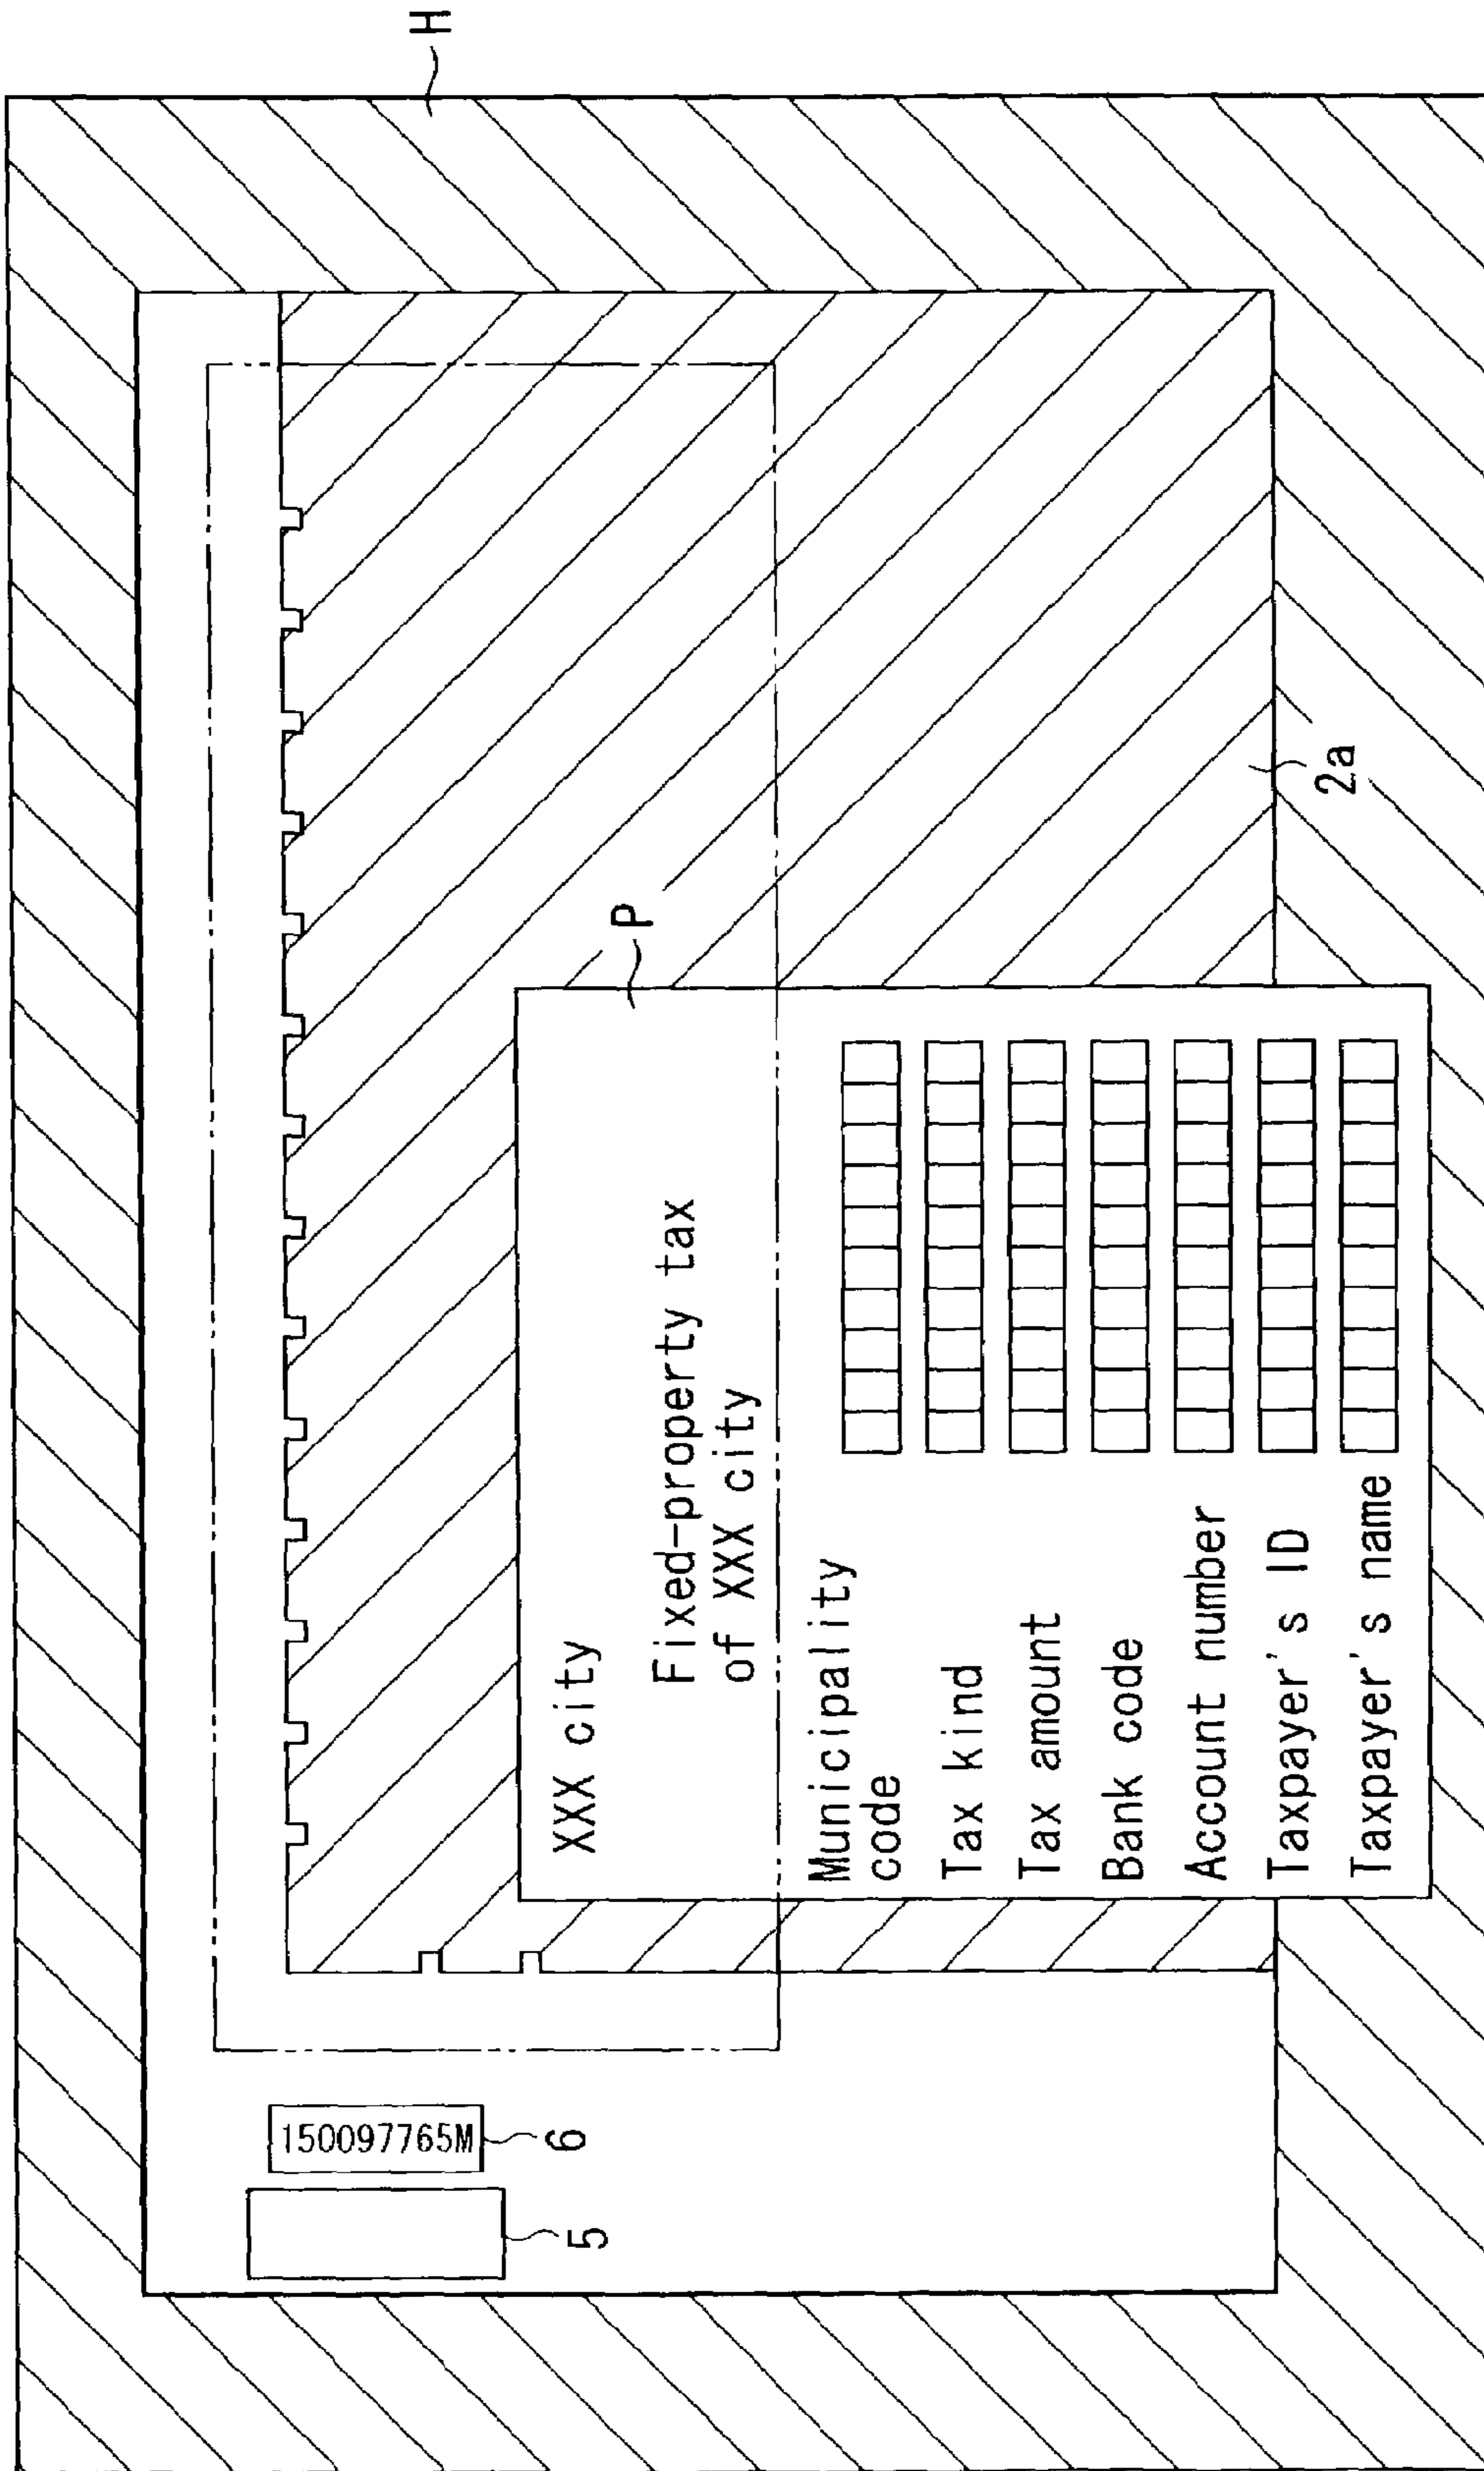 H
150097765M
6
5
P
XXX city
Fixed-property tax
of XXX city
Municipality
code
Tax kind
Tax amount
Bank code
Account number
Taxpayer's ID
Taxpayer's name
2a